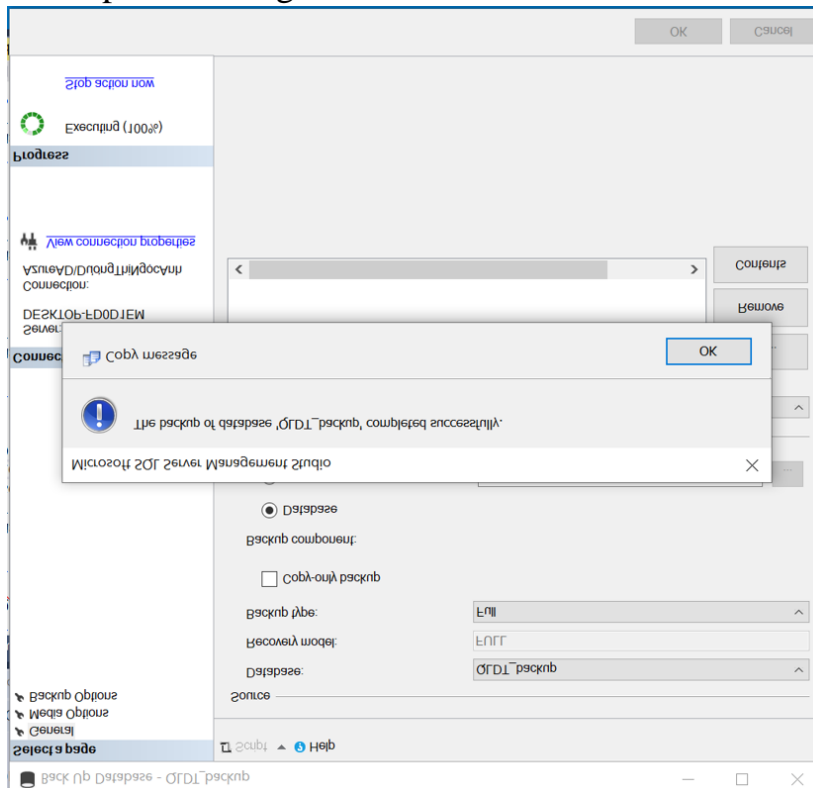 Back Up Database - QLDT_backup
Select a page
General
Media Options
Backup Options
Script
Help
Source
Database:
QLDT_backup
Recovery model:
FULL
Backup type:
Full
Copy-only backup
Backup component:
Database
...
Microsoft SQL Server Management Studio
The backup of database 'QLDT_backup' completed successfully.
Copy message
OK
Connec
Server:
DESKTOP-FD0D1EM
Connection:
AzureAD\DuongThiNgocAnh
View connection properties
Remove
Contents
Progress
Executing (100%)
Stop action now
OK
Cancel